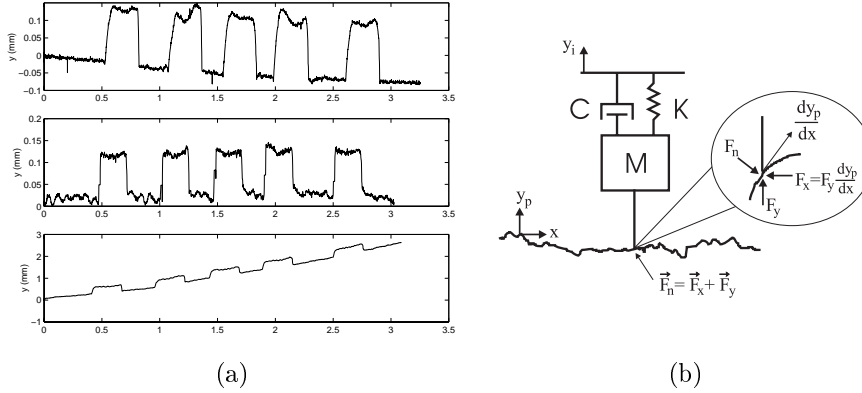 0.15
0.1
0.05
0
−0.05
0.1
y (mm)
0 0.5 1 1.5 2 2.5 3 3.5
0.2
0.15
0.1
0.05
0
y (mm)
0 0.5 1 1.5 2 2.5 3 3.5
3
2
1
0
−1
y (mm)
0 0.5 1 1.5 2 2.5 3 3.5
(a)
y_i
C K
M
y_p
x
F_n
dy_p
dx
F_x=F_y dy_p
dx
F_y
F_n= F_x+ F_y
(b)